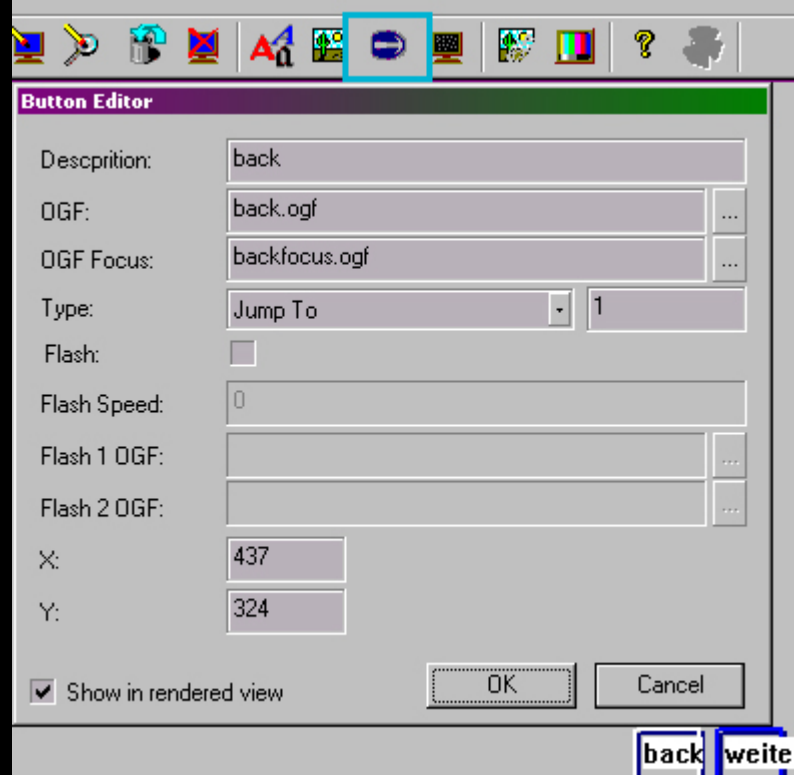 Button Editor
Descprition: back
OGF: back.ogf ...
OGF Focus: backfocus.ogf ...
Type: Jump To 1
Flash:
Flash Speed: 0
Flash 1 OGF: ...
Flash 2 OGF: ...
X: 437
Y: 324
Show in rendered view OK Cancel
back weite